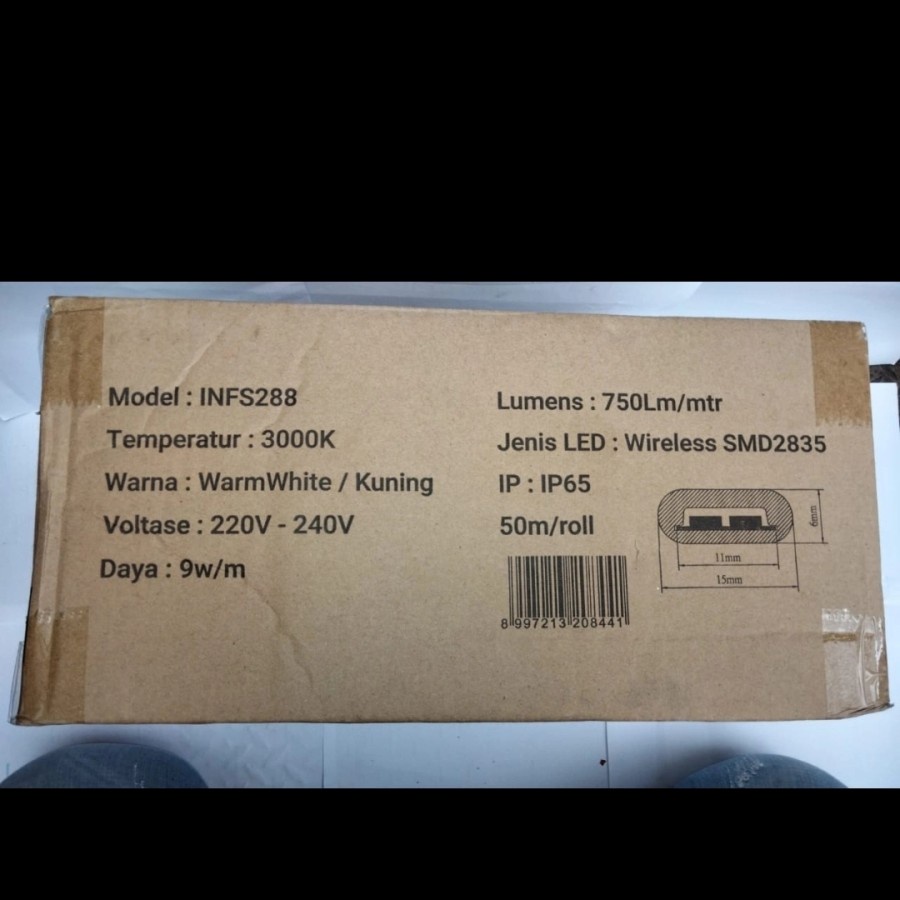 Model : INFS288
Temperatur : 3000K
Warna : WarmWhite / Kuning
Voltase : 220V - 240V
Daya : 9w/m
Lumens : 750Lm/mtr
Jenis LED : Wireless SMD2835
IP : IP65
50m/roll
8 997213 208441
6mm
11mm
15mm